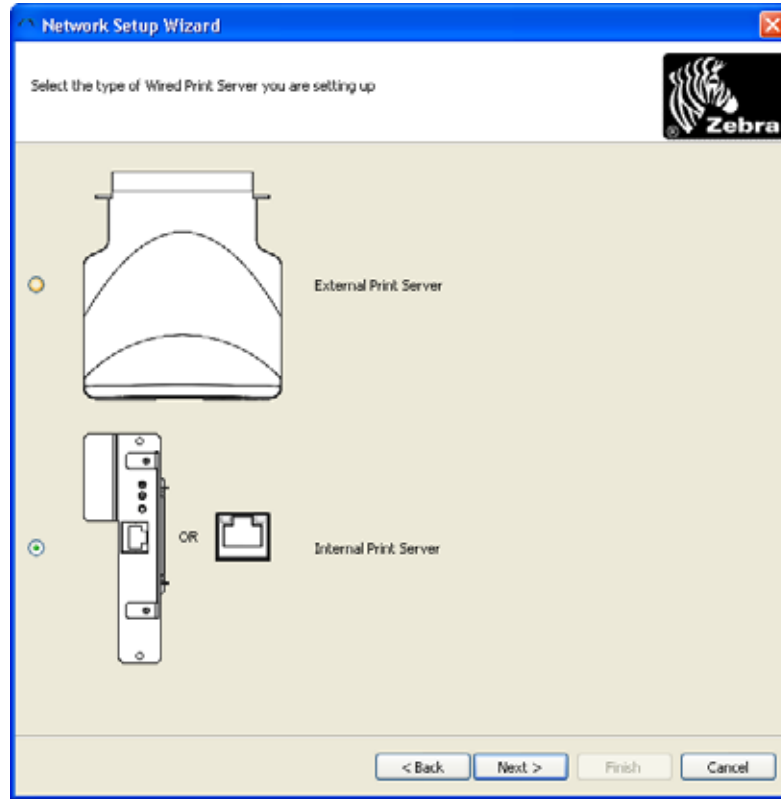 Network Setup Wizard
Select the type of Wired Print Server you are setting up
® Zebra
External Print Server
OR
Internal Print Server
< Back Next > Finish Cancel